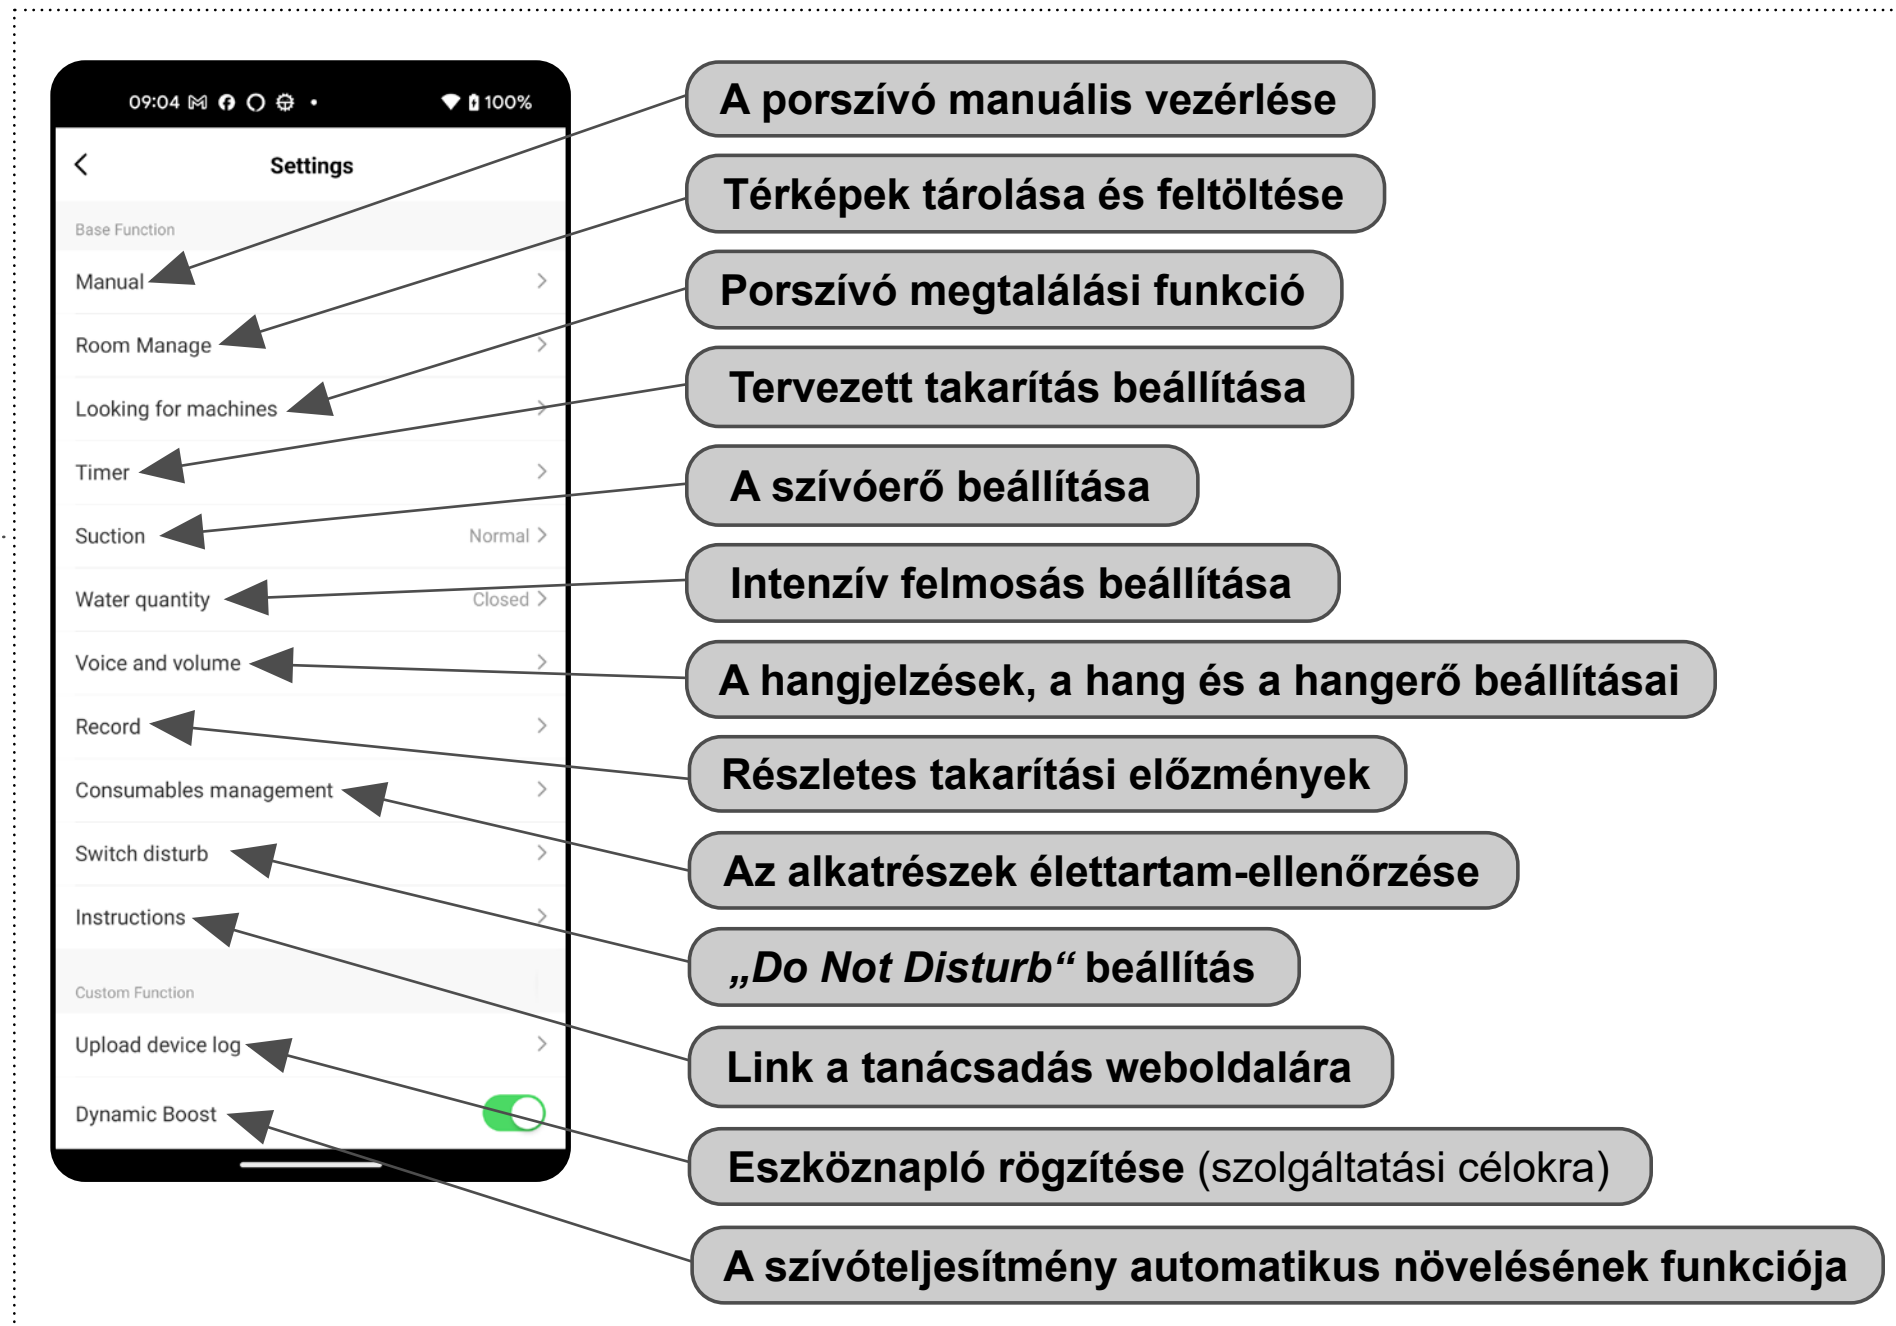 09:04
100%
Settings
Base Function
Manual
Room Manage
Looking for machines
Timer
Suction
Normal
Water quantity
Closed
Voice and volume
Record
Consumables management
Switch disturb
Instructions
Custom Function
Upload device log
Dynamic Boost
A porszívó manuális vezérlése
Térképek tárolása és feltöltése
Porszívó megtalálási funkció
Tervezett takarítás beállítása
A szívóerő beállítása
Intenzív felmosás beállítása
A hangjelzések, a hang és a hangerő beállításai
Részletes takarítási előzmények
Az alkatrészek élettartam-ellenőrzése
„Do Not Disturb“ beállítás
Link a tanácsadás weboldalára
Eszköznapló rögzítése (szolgáltatási célokra)
A szívóteljesítmény automatikus növelésének funkciója